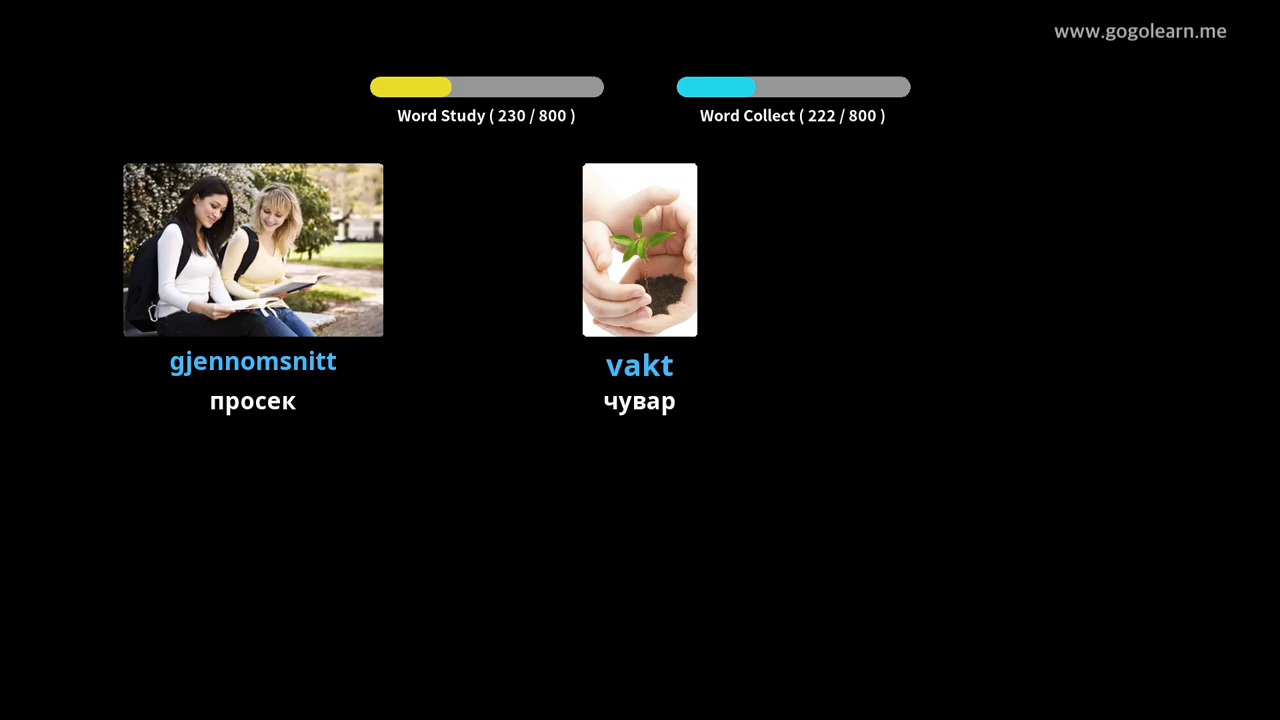 www.gogolearn.me
Word Study ( 230 / 800 )
Word Collect ( 222 / 800 )
gjennomsnitt
просек
vakt
чувар